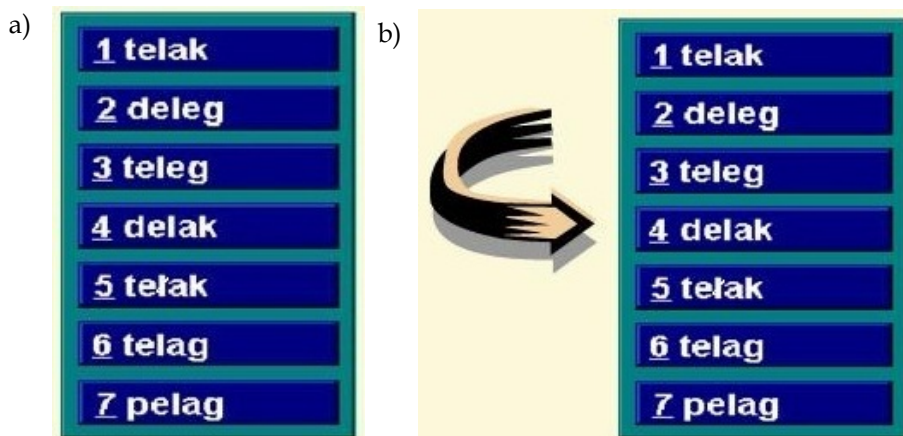 a)
1 telak
2 deleg
3 teleg
4 delak
5 tełak
6 telag
7 pelag
b)
1 telak
2 deleg
3 teleg
4 delak
5 tełak
6 telag
7 pelag